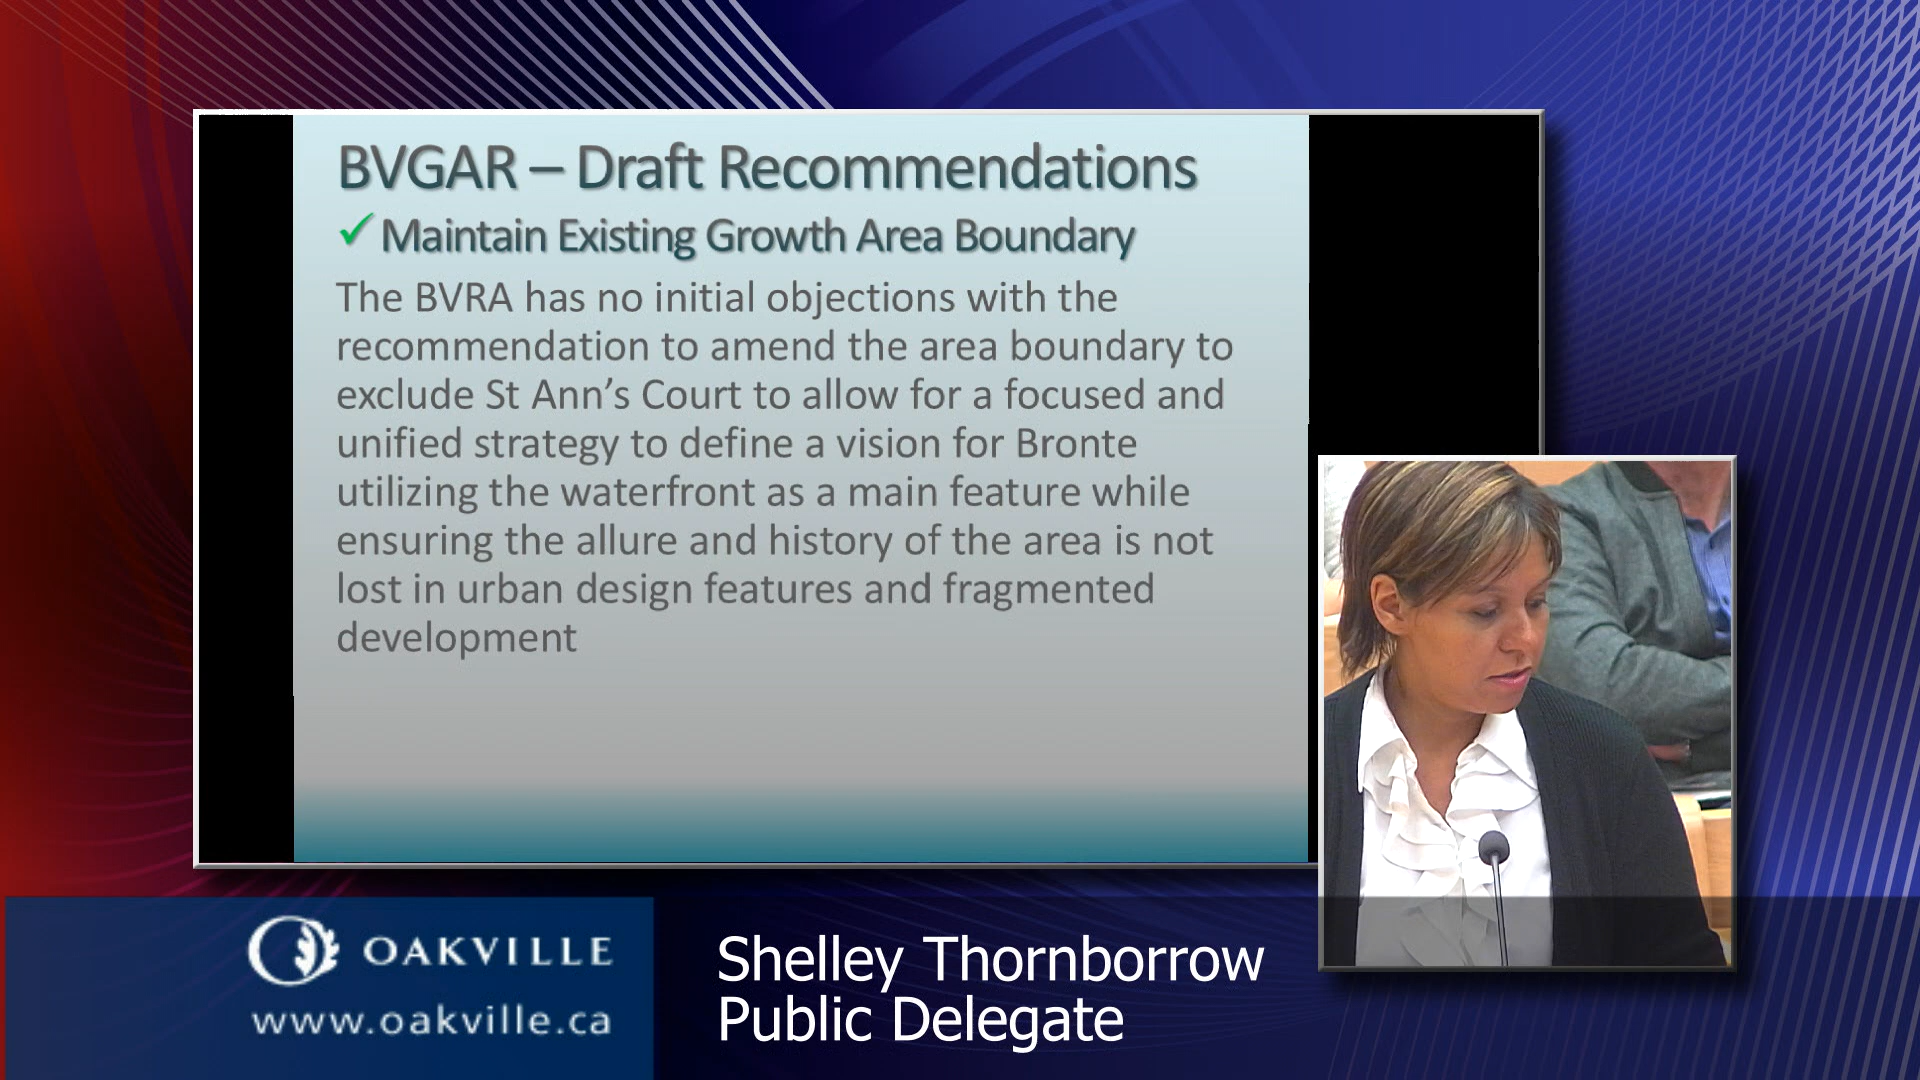 BVGAR – Draft Recommendations
✓ Maintain Existing Growth Area Boundary
The BVRA has no initial objections with the
recommendation to amend the area boundary to
exclude St Ann’s Court to allow for a focused and
unified strategy to define a vision for Bronte
utilizing the waterfront as a main feature while
ensuring the allure and history of the area is not
lost in urban design features and fragmented
development
OAKVILLE
www.oakville.ca
Shelley Thornborrow
Public Delegate